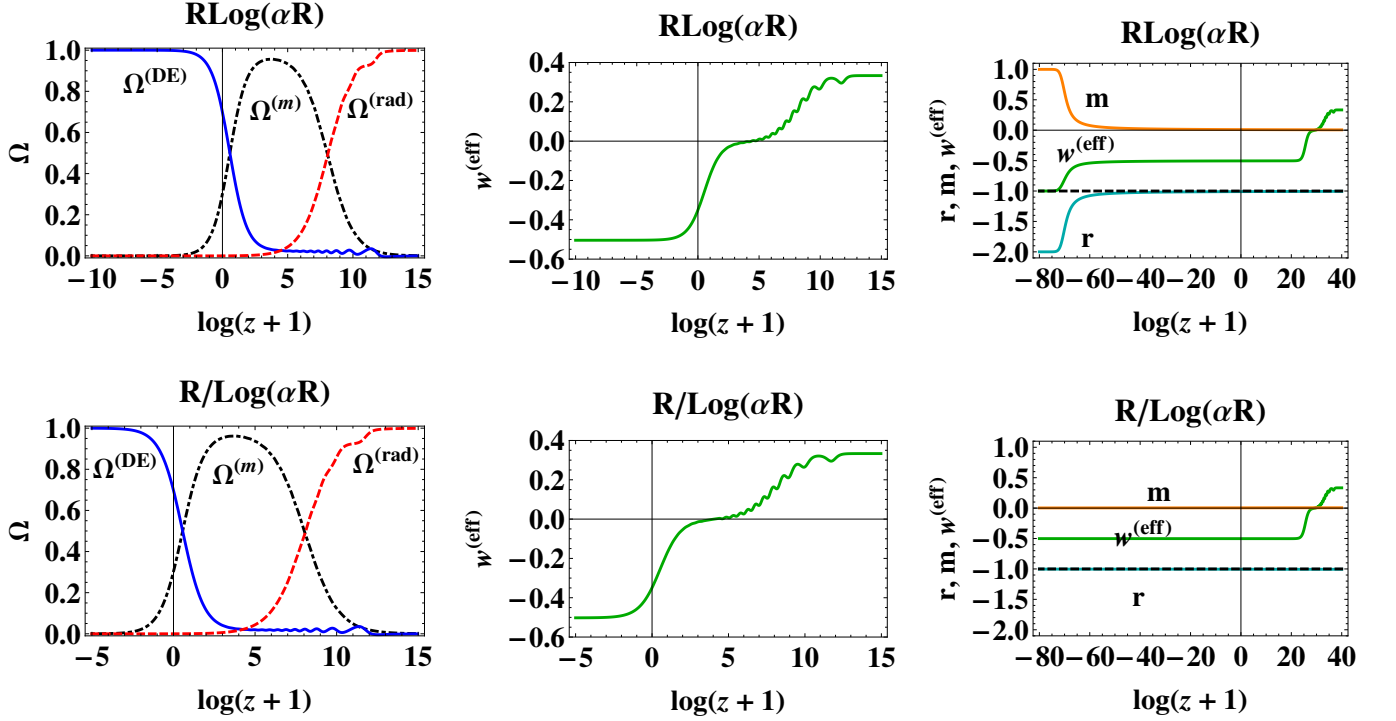 RLog(αR)
1.0
0.8
0.6
0.4
0.2
0.0
Ω
Ω(DE)
Ω(m)
Ω(rad)
−10 −5 0 5 10 15
log(z + 1)
RLog(αR)
0.4
0.2
0.0
−0.2
−0.4
−0.6
w(eff)
−10 −5 0 5 10 15
log(z + 1)
RLog(αR)
1.0
0.5
0.0
−0.5
−1.0
−1.5
−2.0
r, m, w(eff)
m
w(eff)
r
−80 −60 −40 −20 0 20 40
log(z + 1)
R/Log(αR)
1.0
0.8
0.6
0.4
0.2
0.0
Ω
Ω(DE)
Ω(m)
Ω(rad)
−5 0 5 10 15
log(z + 1)
R/Log(αR)
0.4
0.2
0.0
−0.2
−0.4
−0.6
w(eff)
−5 0 5 10 15
log(z + 1)
R/Log(αR)
1.0
0.5
0.0
−0.5
−1.0
−1.5
−2.0
r, m, w(eff)
m
w(eff)
r
−80 −60 −40 −20 0 20 40
log(z + 1)